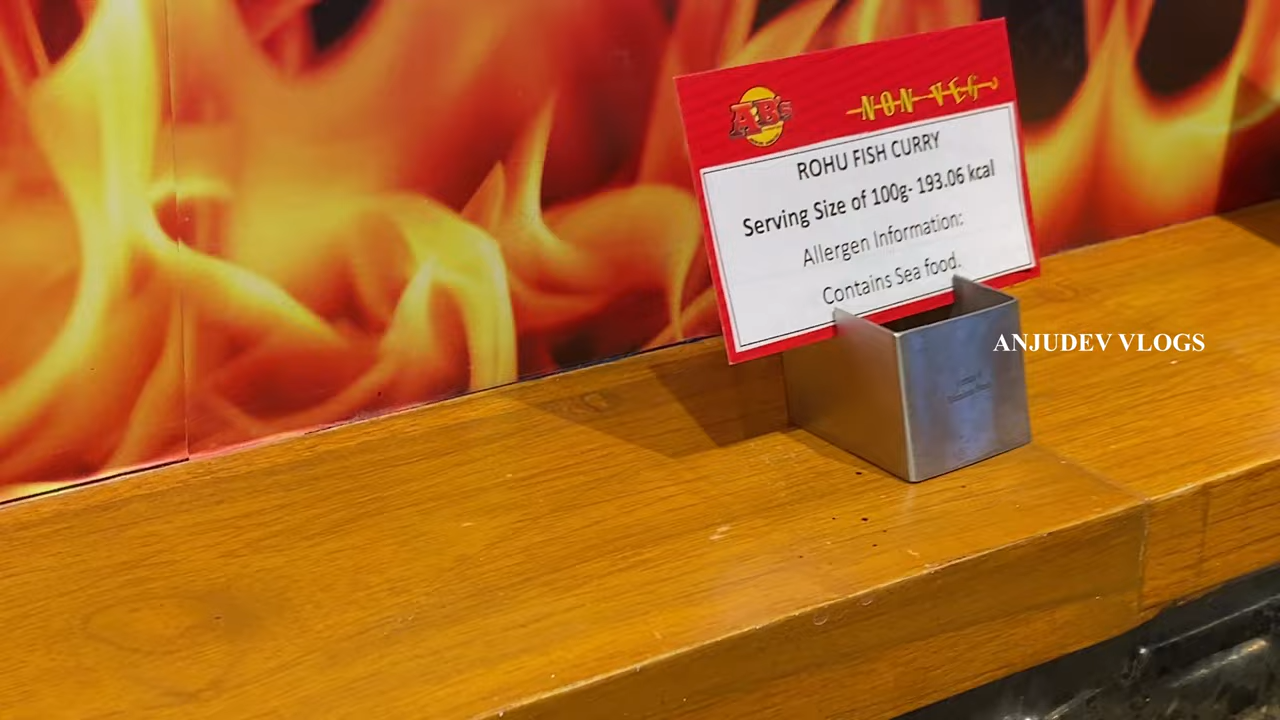 AB's
NON VEG
ROHU FISH CURRY
Serving Size of 100g- 193.06 kcal
Allergen Information:
Contains Sea food.
ANJUDEV VLOGS